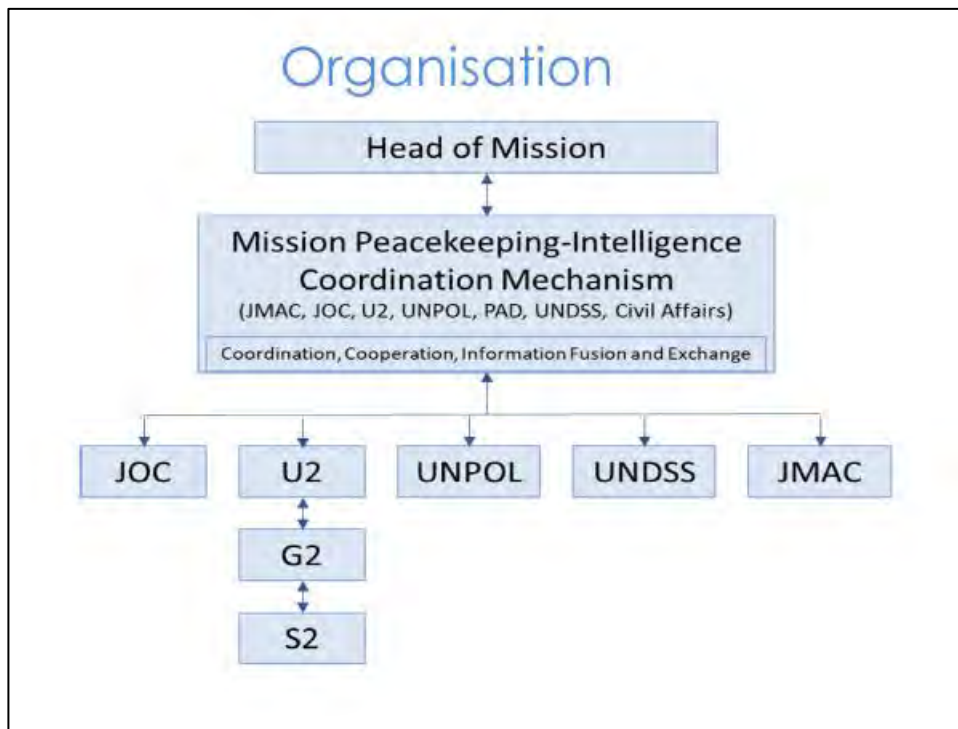 Organisation
Head of Mission
Mission Peacekeeping-Intelligence
Coordination Mechanism
(JMAC, JOC, U2, UNPOL, PAD, UNDSS, Civil Affairs)
Coordination, Cooperation, Information Fusion and Exchange
JOC
U2
UNPOL
UNDSS
JMAC
G2
S2